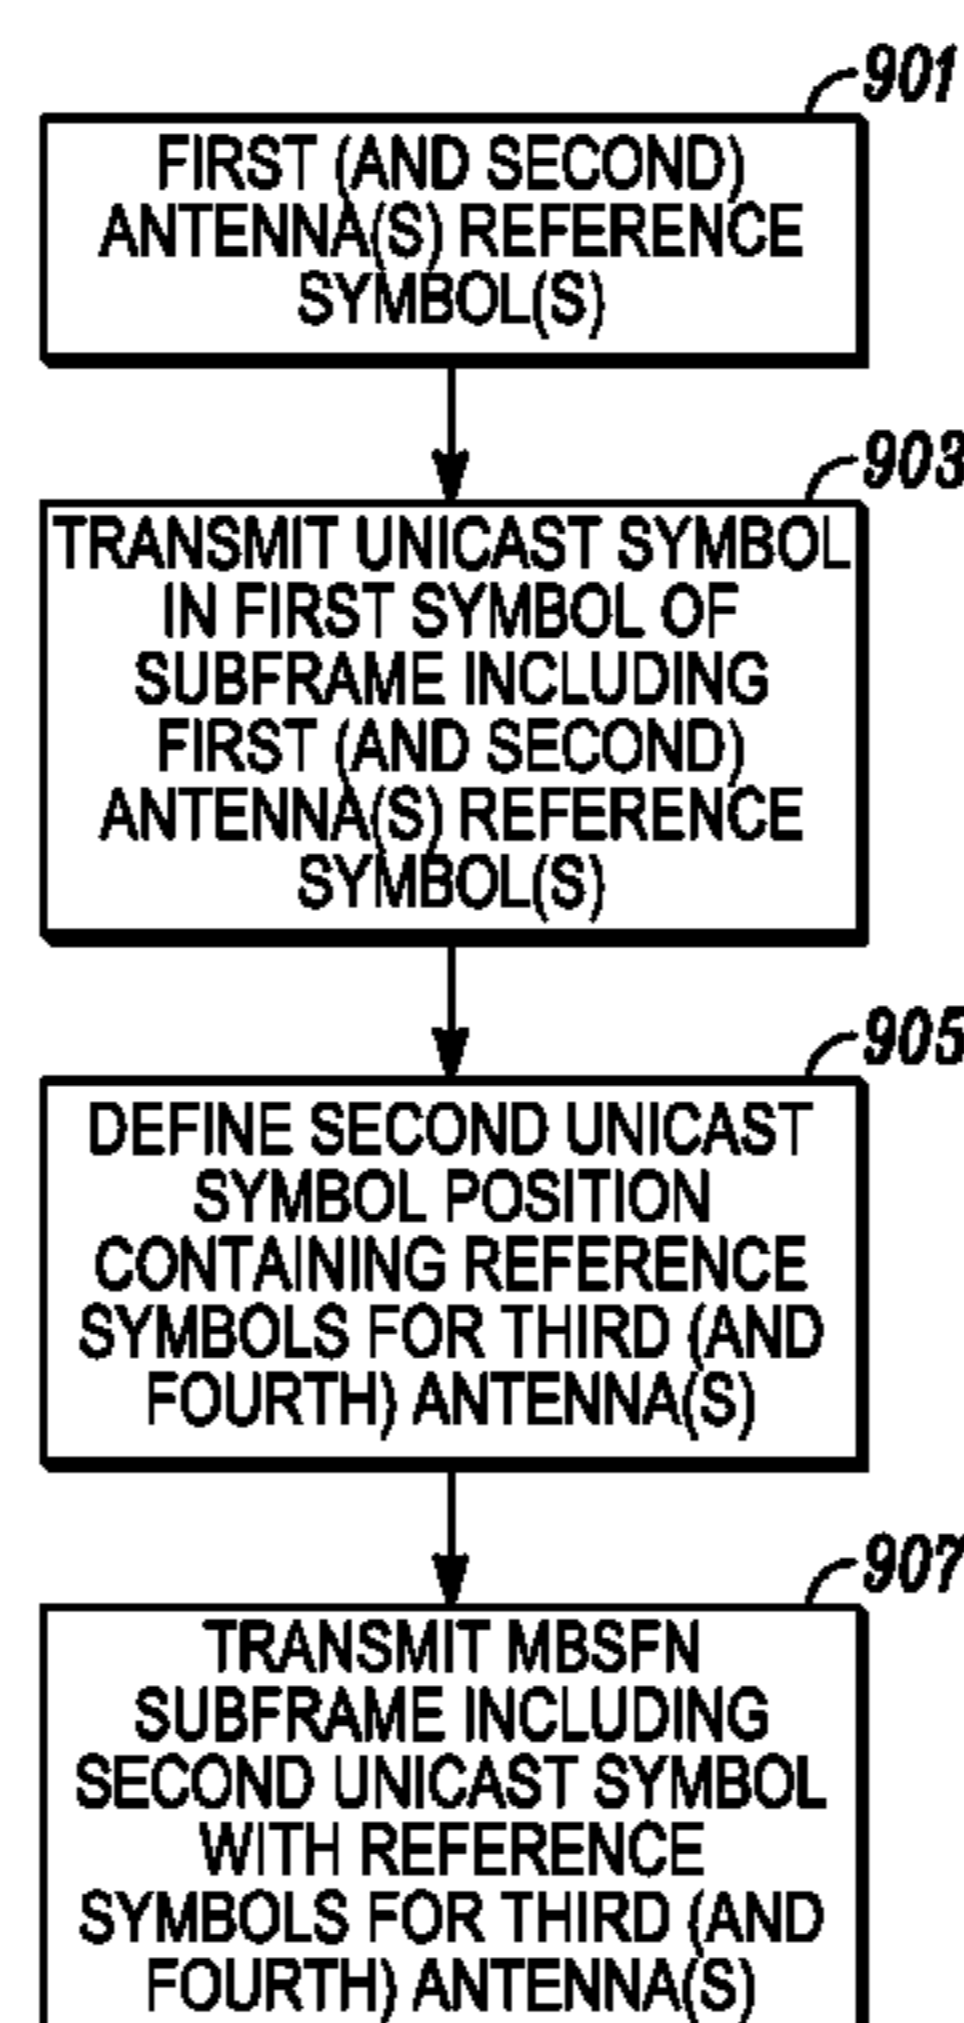 901
FIRST (AND SECOND)
ANTENNA(S) REFERENCE
SYMBOL(S)
903
TRANSMIT UNICAST SYMBOL
IN FIRST SYMBOL OF
SUBFRAME INCLUDING
FIRST (AND SECOND)
ANTENNA(S) REFERENCE
SYMBOL(S)
905
DEFINE SECOND UNICAST
SYMBOL POSITION
CONTAINING REFERENCE
SYMBOLS FOR THIRD (AND
FOURTH) ANTENNA(S)
907
TRANSMIT MBSFN
SUBFRAME INCLUDING
SECOND UNICAST SYMBOL
WITH REFERENCE
SYMBOLS FOR THIRD (AND
FOURTH) ANTENNA(S)